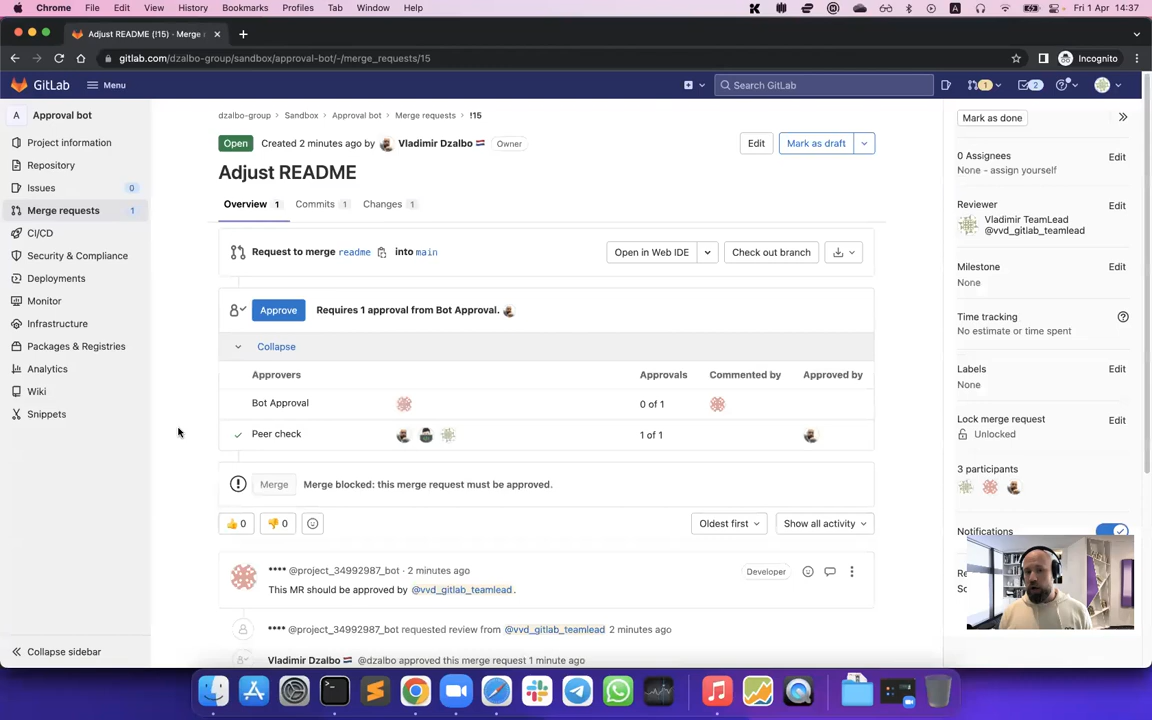 Chrome File Edit View History Bookmarks Profiles Tab Window Help
A Fri 1 Apr 14:37
Adjust README (!15) · Merge r
gitlab.com/dzalbo-group/sandbox/approval-bot/-/merge_requests/15
Incognito
GitLab Menu
Search GitLab
1 2
A Approval bot
Project information
Repository
Issues 0
Merge requests 1
CI/CD
Security & Compliance
Deployments
Monitor
Infrastructure
Packages & Registries
Analytics
Wiki
Snippets
Collapse sidebar
dzalbo-group › Sandbox › Approval bot › Merge requests › !15
Open Created 2 minutes ago by Vladimir Dzalbo Owner
Edit Mark as draft
Adjust README
Overview 1 Commits 1 Changes 1
Request to merge readme into main
Open in Web IDE Check out branch
Approve Requires 1 approval from Bot Approval.
Collapse
Approvers Approvals Commented by Approved by
Bot Approval 0 of 1
Peer check 1 of 1
Merge Merge blocked: this merge request must be approved.
👍 0 👎 0
Oldest first Show all activity
**** @project_34992987_bot · 2 minutes ago
Developer
This MR should be approved by @vvd_gitlab_teamlead.
**** @project_34992987_bot requested review from @vvd_gitlab_teamlead 2 minutes ago
Vladimir Dzalbo @dzalbo approved this merge request 1 minute ago
Mark as done
0 Assignees Edit
None - assign yourself
Reviewer Edit
Vladimir TeamLead
@vvd_gitlab_teamlead
Milestone Edit
None
Time tracking
No estimate or time spent
Labels Edit
None
Lock merge request Edit
Unlocked
3 participants
Notifications